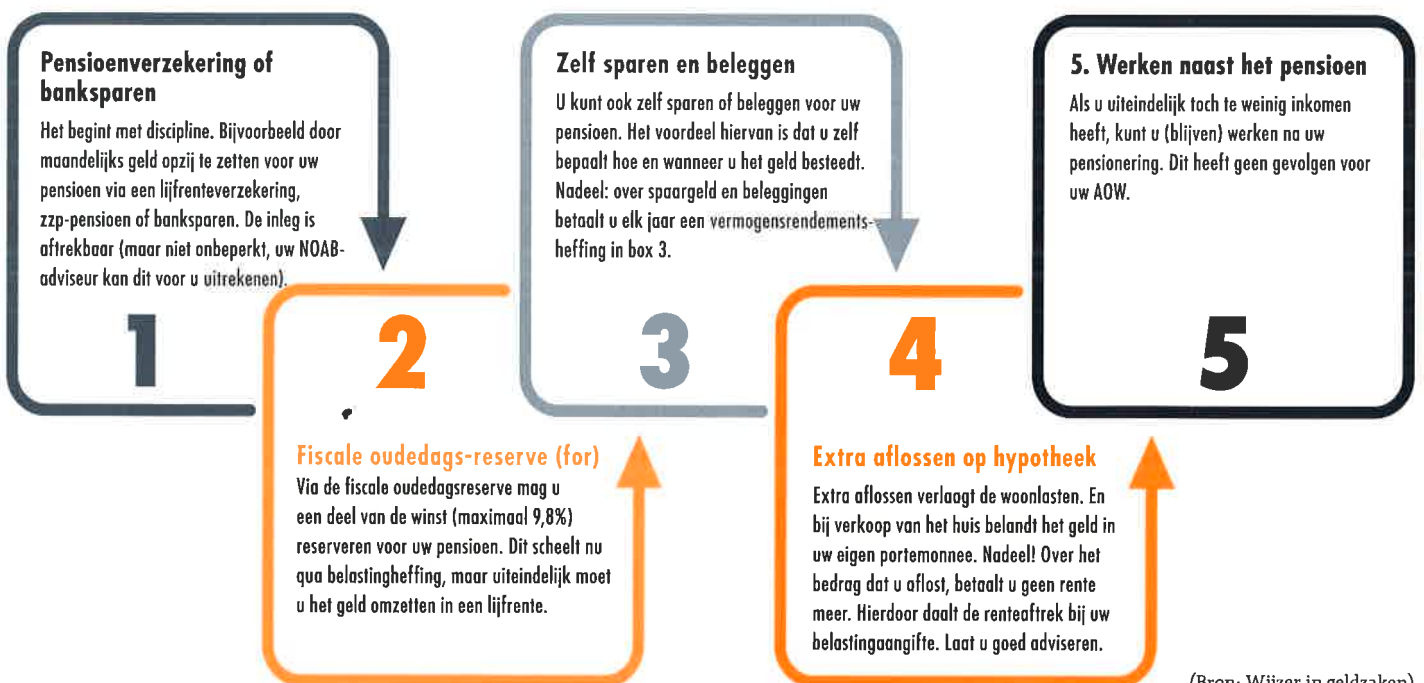 Pensioenverzekering of
banksparen
Het begint met discipline. Bijvoorbeeld door
maandelijks geld opzij te zetten voor uw
pensioen via een lijfrenteverzekering,
zzp-pensioen of banksparen. De inleg is
aftrekbaar (maar niet onbeperkt, uw NOAB-
adviseur kan dit voor u uitrekenen).
1
2
Fiscale oudedags-reserve (for)
Via de fiscale oudedagsreserve mag u
een deel van de winst (maximaal 9,8%)
reserveren voor uw pensioen. Dit scheelt nu
qua belastingheffing, maar uiteindelijk moet
u het geld omzetten in een lijfrente.
Zelf sparen en beleggen
U kunt ook zelf sparen of beleggen voor uw
pensioen. Het voordeel hiervan is dat u zelf
bepaalt hoe en wanneer u het geld besteedt.
Nadeel: over spaargeld en beleggingen
betaalt u elk jaar een vermogensrendements-
heffing in box 3.
3
4
Extra aflossen op hypotheek
Extra aflossen verlaagt de woonlasten. En
bij verkoop van het huis belandt het geld in
uw eigen portemonnee. Nadeel! Over het
bedrag dat u aflost, betaalt u geen rente
meer. Hierdoor daalt de renteaftrek bij uw
belastingaangifte. Laat u goed adviseren.
5. Werken naast het pensioen
Als u uiteindelijk toch te weinig inkomen
heeft, kunt u (blijven) werken na uw
pensionering. Dit heeft geen gevolgen voor
uw AOW.
5
(Bron: Wijzer in geldzaken)